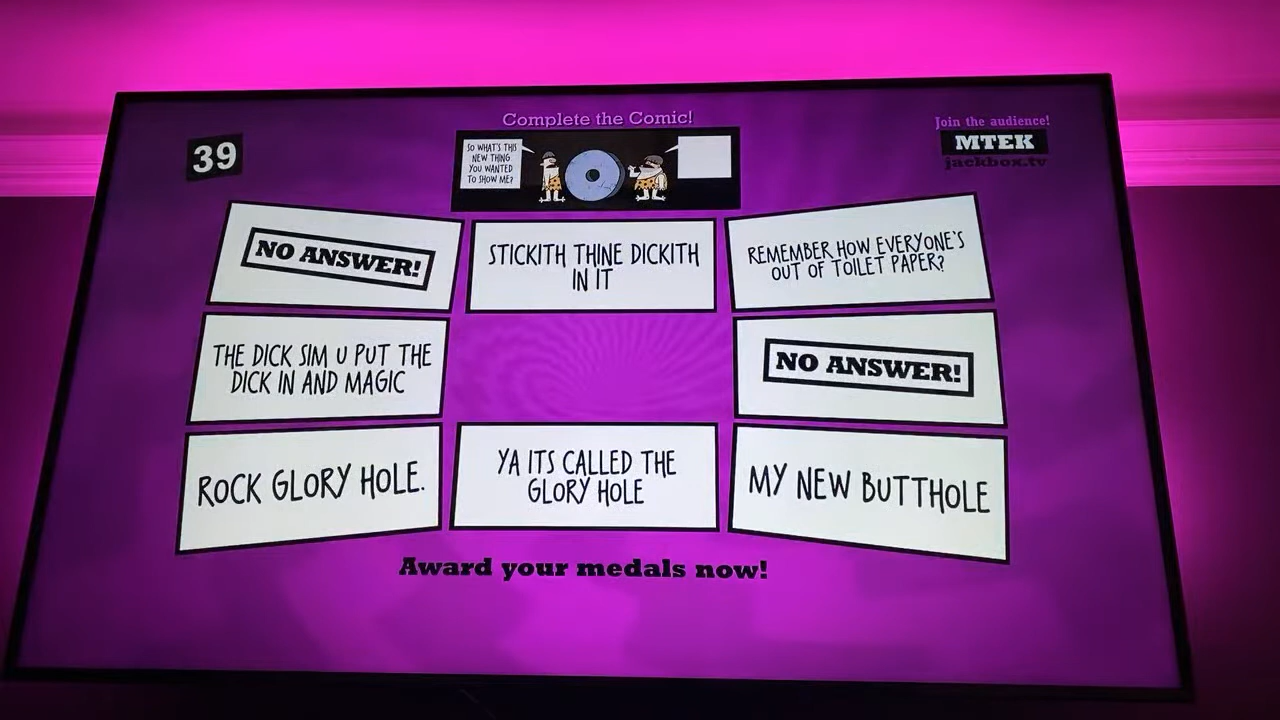 Complete the Comic!
39
SO WHAT'S THIS
NEW THING
YOU WANTED
TO SHOW ME?
Join the audience!
MTEK
jackbox.tv
NO ANSWER!
STICKITH THINE DICKITH
IN IT
REMEMBER HOW EVERYONE'S
OUT OF TOILET PAPER?
THE DICK SIM U PUT THE
DICK IN AND MAGIC
NO ANSWER!
ROCK GLORY HOLE.
YA ITS CALLED THE
GLORY HOLE
MY NEW BUTTHOLE
Award your medals now!